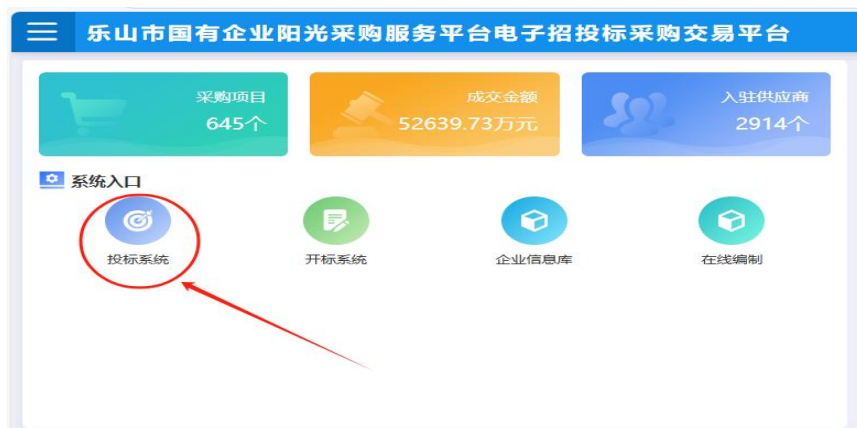 乐山市国有企业阳光采购服务平台电子招投标采购交易平台
采购项目
645个
成交金额
52639.73万元
入驻供应商
2914个
系统入口
投标系统
开标系统
企业信息库
在线编制